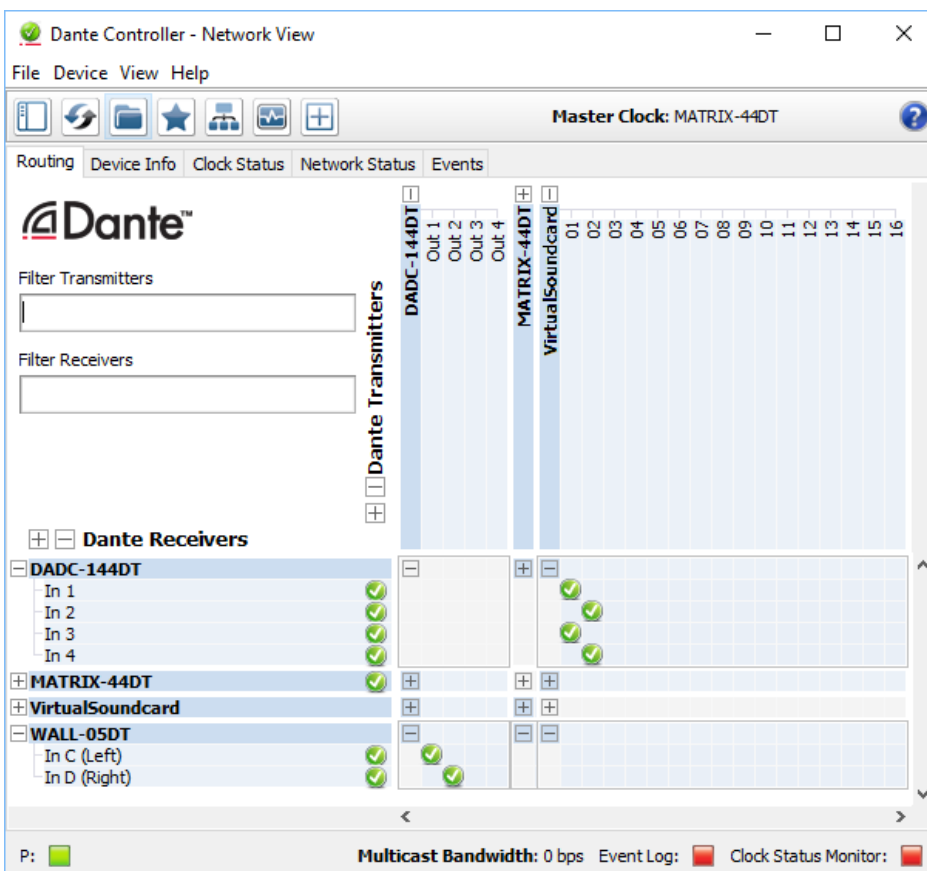 Dante Controller - Network View
File Device View Help
Master Clock: MATRIX-44DT
?
Routing Device Info Clock Status Network Status Events
Dante™
Filter Transmitters
Filter Receivers
Dante Transmitters
DADC-144DT
Out 1
Out 2
Out 3
Out 4
MATRIX-44DT
VirtualSoundcard
01
02
03
04
05
06
07
08
09
10
11
12
13
14
15
16
Dante Receivers
DADC-144DT
In 1
In 2
In 3
In 4
MATRIX-44DT
VirtualSoundcard
WALL-05DT
In C (Left)
In D (Right)
P: Multicast Bandwidth: 0 bps Event Log: Clock Status Monitor: